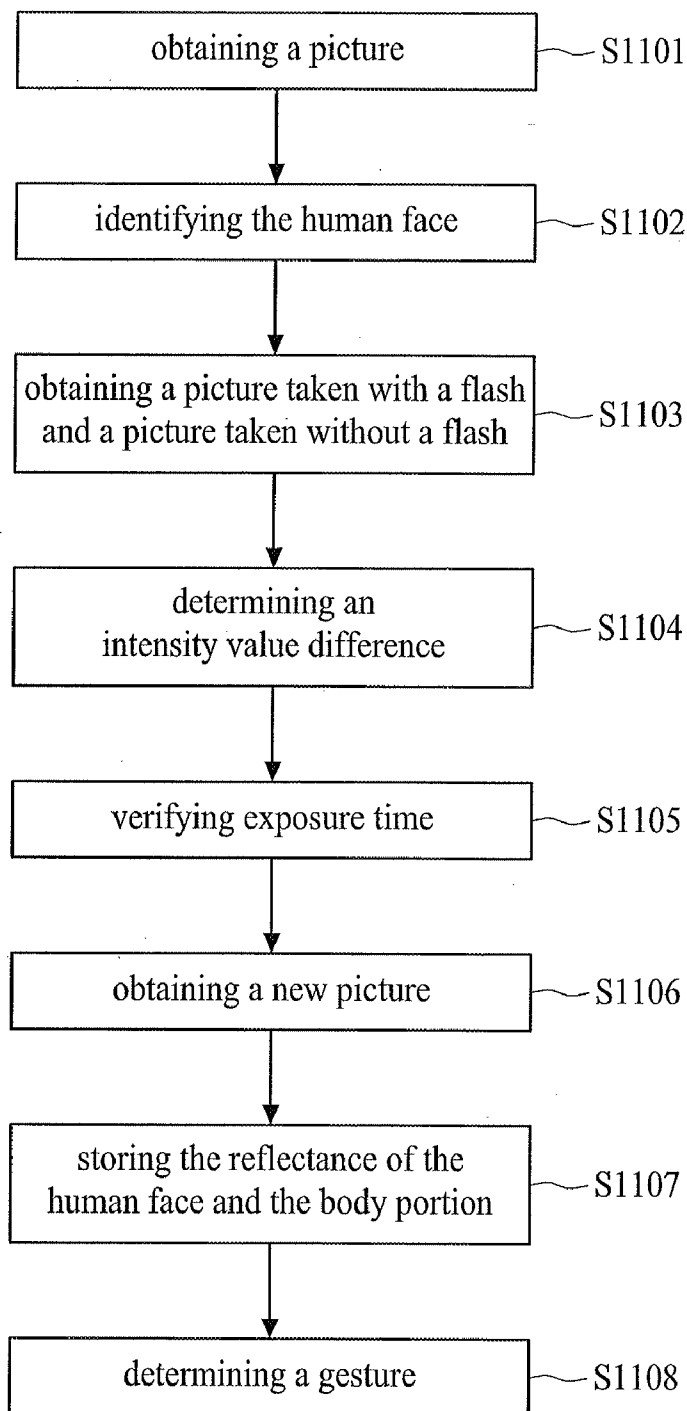 obtaining a picture
S1101
identifying the human face
S1102
obtaining a picture taken with a flash
and a picture taken without a flash
S1103
determining an
intensity value difference
S1104
verifying exposure time
S1105
obtaining a new picture
S1106
storing the reflectance of the
human face and the body portion
S1107
determining a gesture
S1108